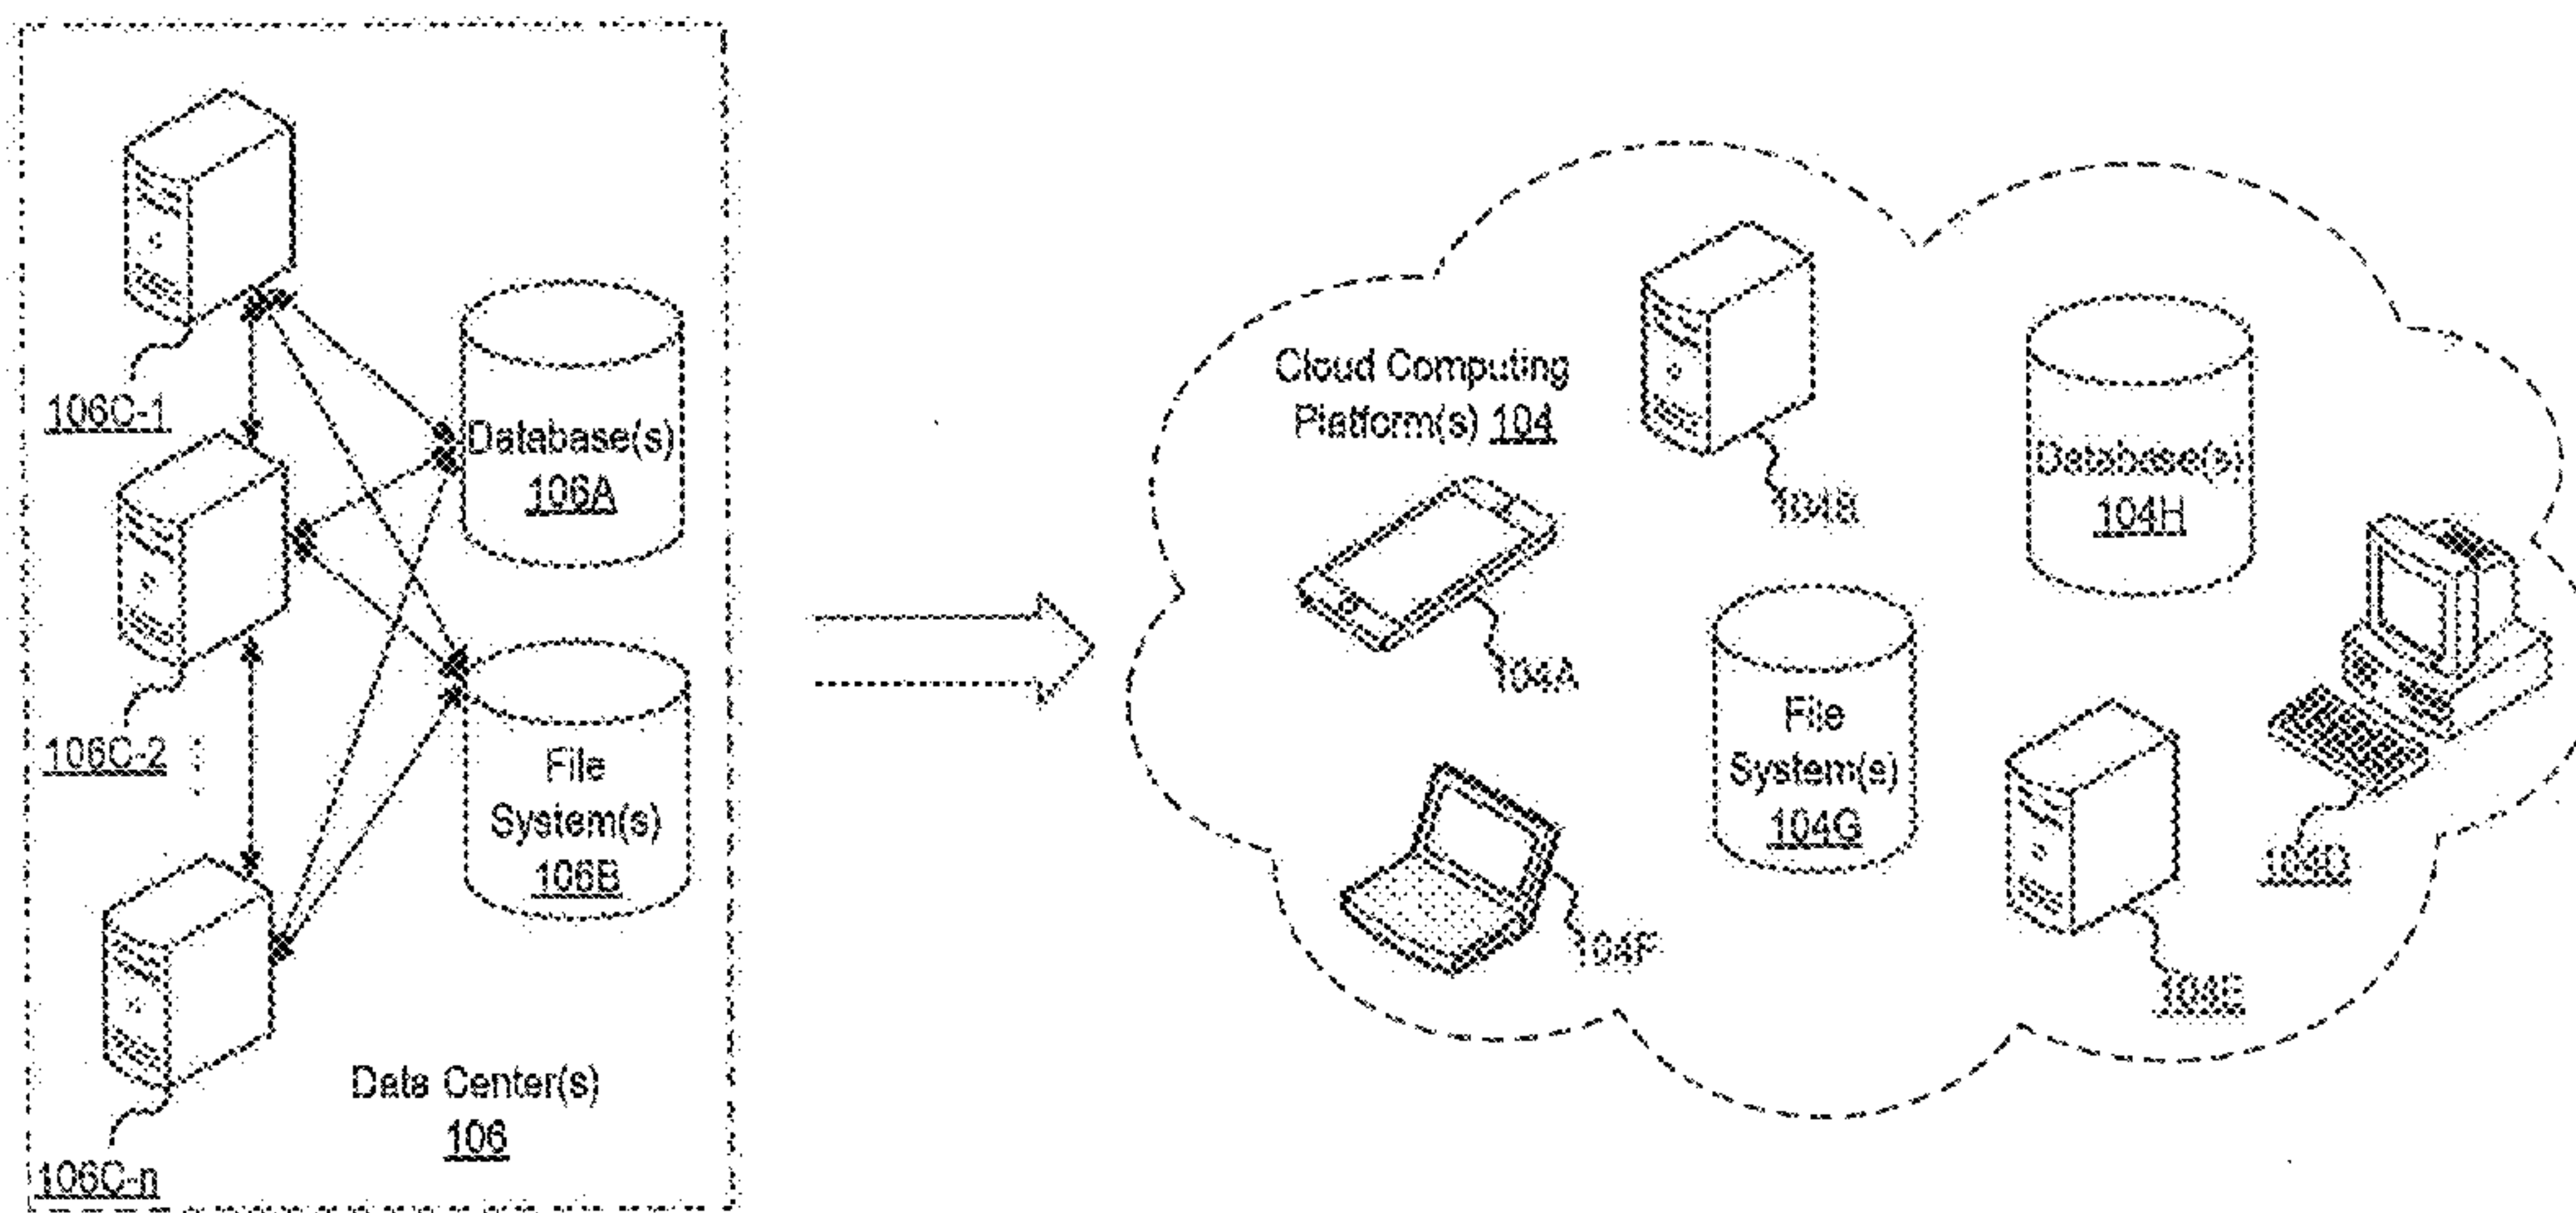 106C-1
Database(s)
106A
106C-2
File
System(s)
106B
Data Center(s)
106
106C-n
Cloud Computing
Platform(s) 104
104B
Database(s)
104H
104A
File
System(s)
104G
104F
104E